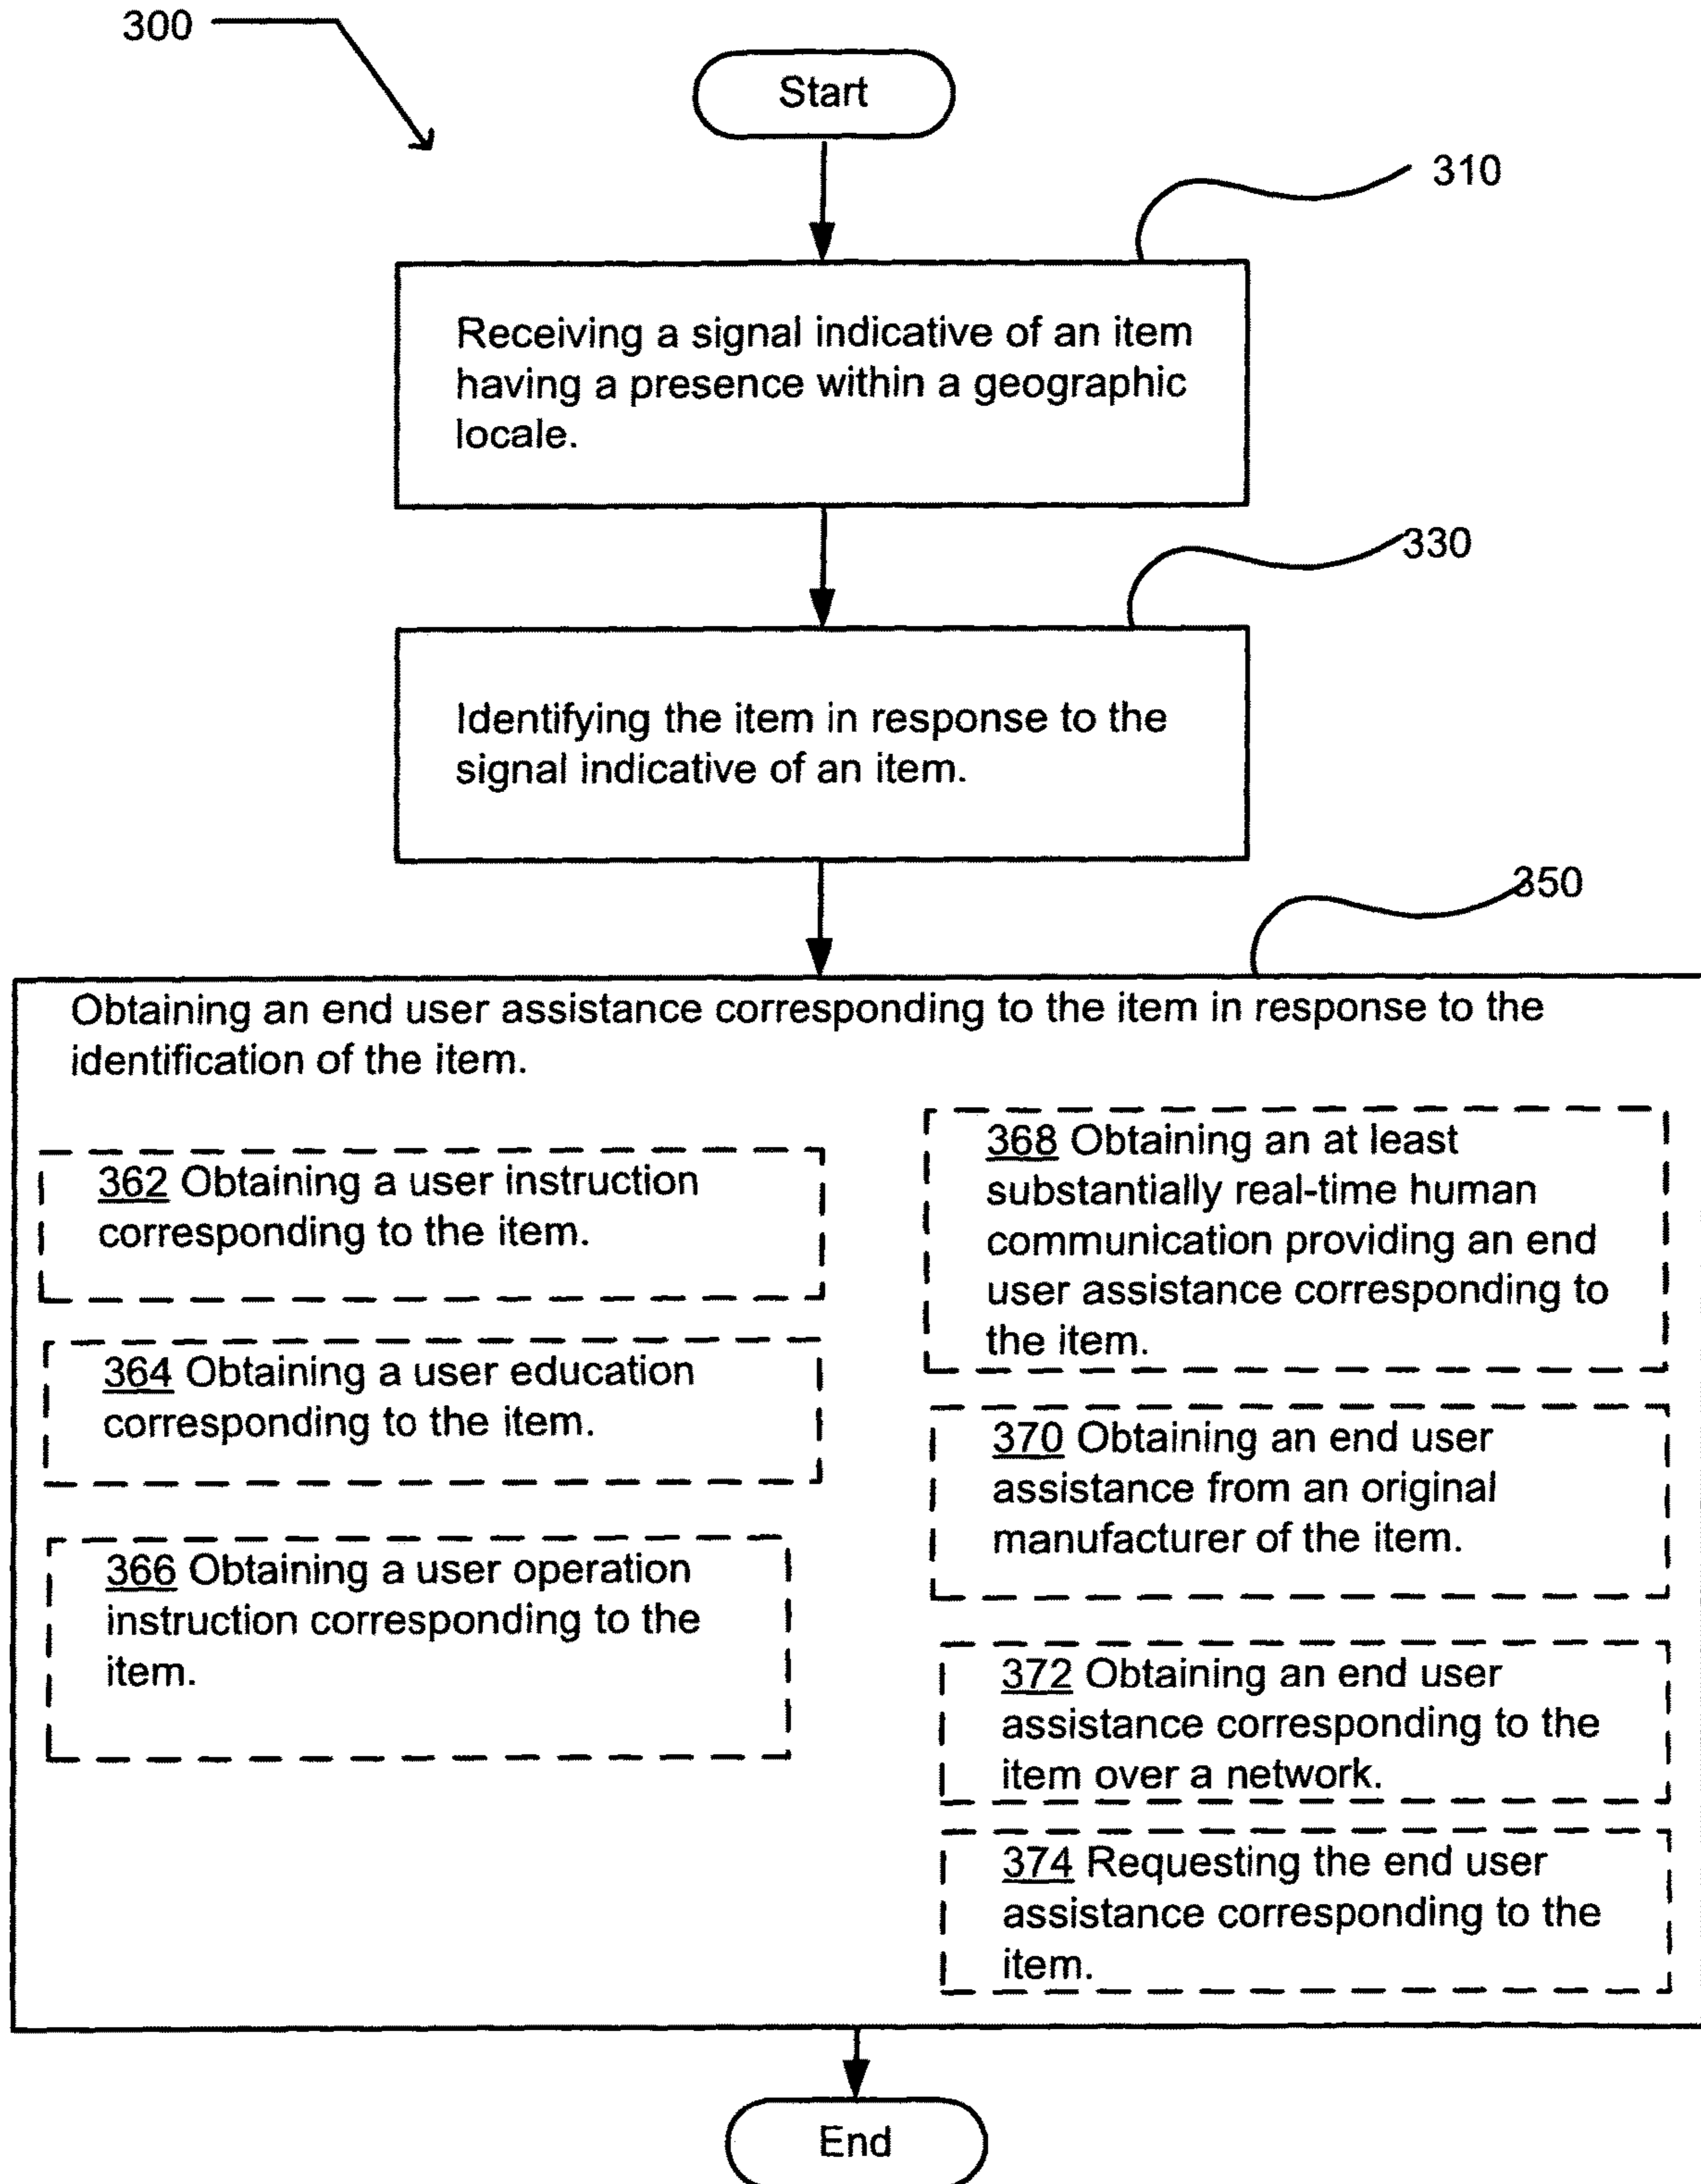 300
Start
310
Receiving a signal indicative of an item
having a presence within a geographic
locale.
330
Identifying the item in response to the
signal indicative of an item.
350
Obtaining an end user assistance corresponding to the item in response to the
identification of the item.
362 Obtaining a user instruction
corresponding to the item.
364 Obtaining a user education
corresponding to the item.
366 Obtaining a user operation
instruction corresponding to the
item.
368 Obtaining an at least
substantially real-time human
communication providing an end
user assistance corresponding to
the item.
370 Obtaining an end user
assistance from an original
manufacturer of the item.
372 Obtaining an end user
assistance corresponding to the
item over a network.
374 Requesting the end user
assistance corresponding to the
item.
End